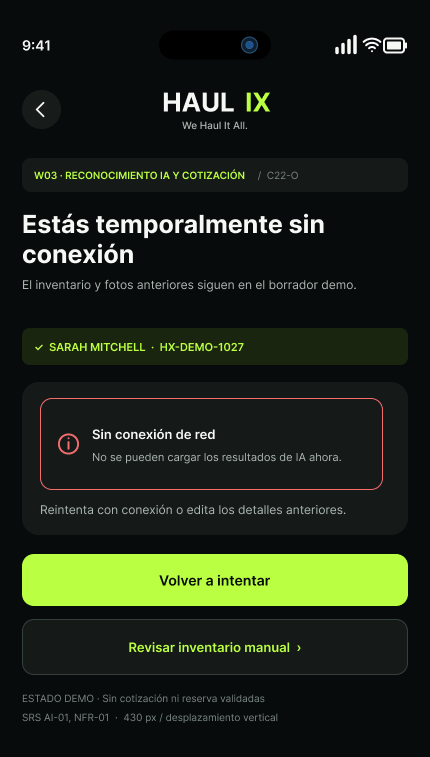 9:41
HAUL IX
We Haul It All.
W03 · RECONOCIMIENTO IA Y COTIZACIÓN / C22-O
Estás temporalmente sin
conexión
El inventario y fotos anteriores siguen en el borrador demo.
✓ SARAH MITCHELL · HX-DEMO-1027
Sin conexión de red
No se pueden cargar los resultados de IA ahora.
Reintenta con conexión o edita los detalles anteriores.
Volver a intentar
Revisar inventario manual ›
ESTADO DEMO · Sin cotización ni reserva validadas
SRS AI-01, NFR-01 · 430 px / desplazamiento vertical